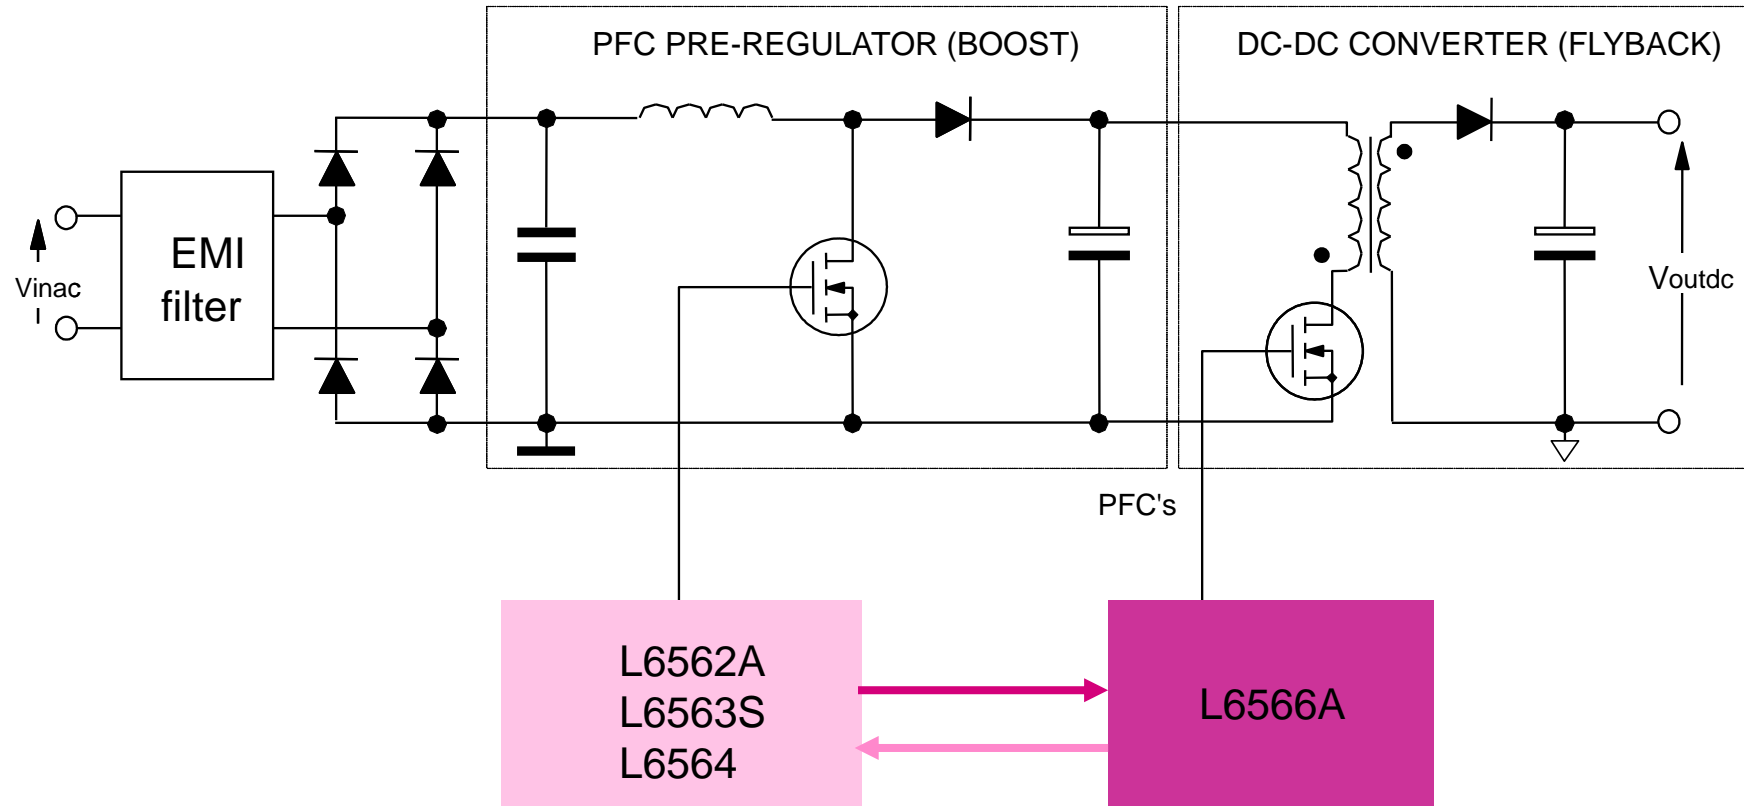 PFC PRE-REGULATOR (BOOST)
DC-DC CONVERTER (FLYBACK)
EMI
filter
Vinac
Voutdc
PFC's
L6562A
L6563S
L6564
L6566A